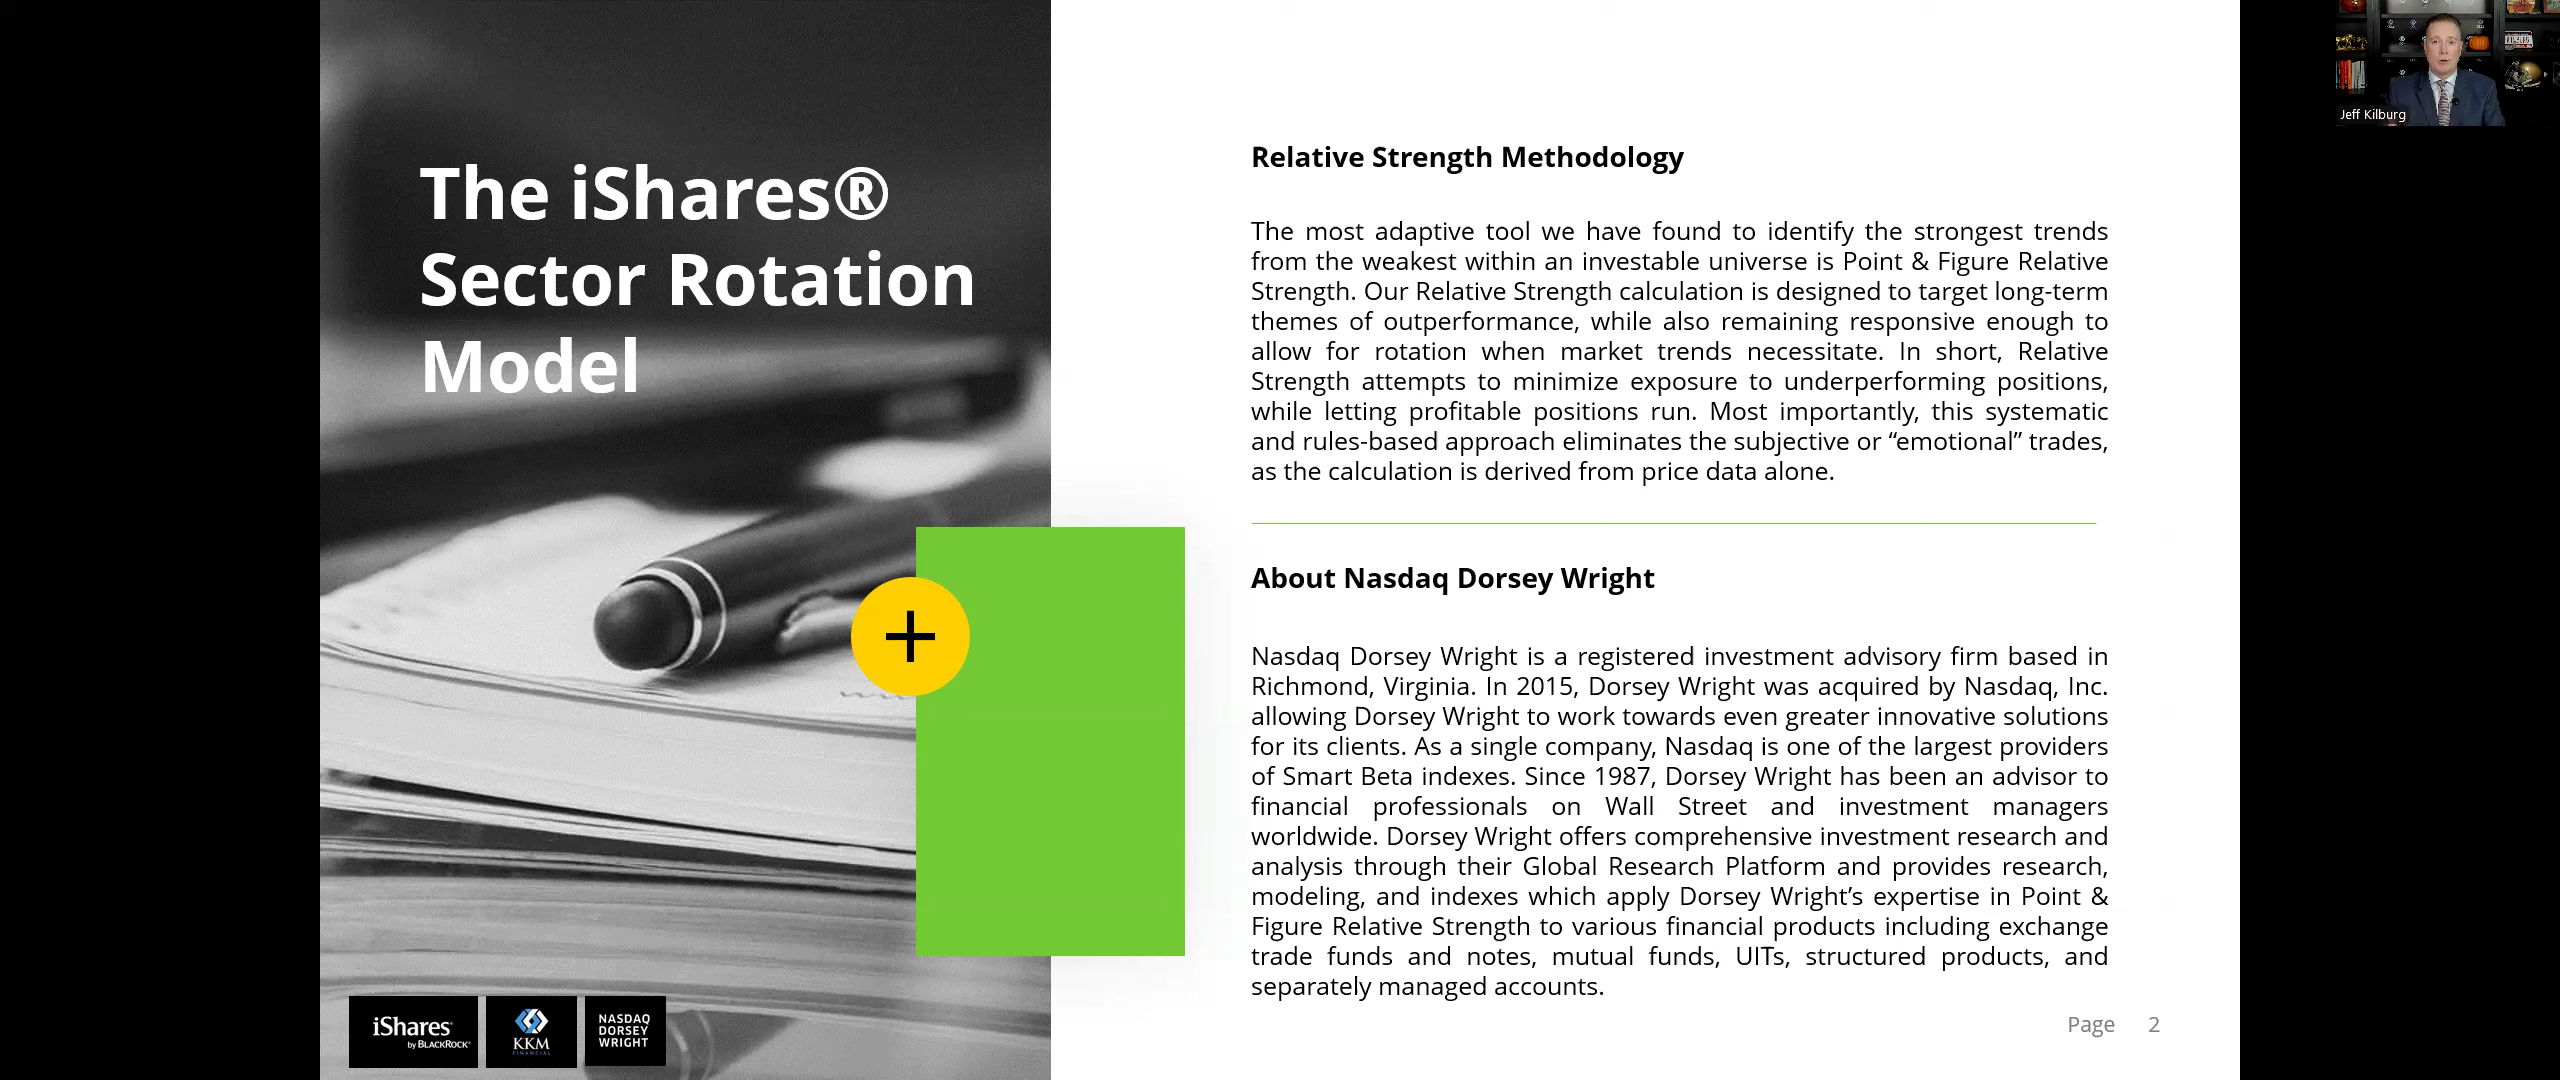 The iShares®
Sector Rotation
Model
Relative Strength Methodology
The most adaptive tool we have found to identify the strongest trends
from the weakest within an investable universe is Point & Figure Relative
Strength. Our Relative Strength calculation is designed to target long-term
themes of outperformance, while also remaining responsive enough to
allow for rotation when market trends necessitate. In short, Relative
Strength attempts to minimize exposure to underperforming positions,
while letting profitable positions run. Most importantly, this systematic
and rules-based approach eliminates the subjective or “emotional” trades,
as the calculation is derived from price data alone.
About Nasdaq Dorsey Wright
Nasdaq Dorsey Wright is a registered investment advisory firm based in
Richmond, Virginia. In 2015, Dorsey Wright was acquired by Nasdaq, Inc.
allowing Dorsey Wright to work towards even greater innovative solutions
for its clients. As a single company, Nasdaq is one of the largest providers
of Smart Beta indexes. Since 1987, Dorsey Wright has been an advisor to
financial professionals on Wall Street and investment managers
worldwide. Dorsey Wright offers comprehensive investment research and
analysis through their Global Research Platform and provides research,
modeling, and indexes which apply Dorsey Wright’s expertise in Point &
Figure Relative Strength to various financial products including exchange
trade funds and notes, mutual funds, UITs, structured products, and
separately managed accounts.
Page 2
iShares®
by BLACKROCK®
KKM
FINANCIAL
NASDAQ
DORSEY
WRIGHT
Jeff Kilburg